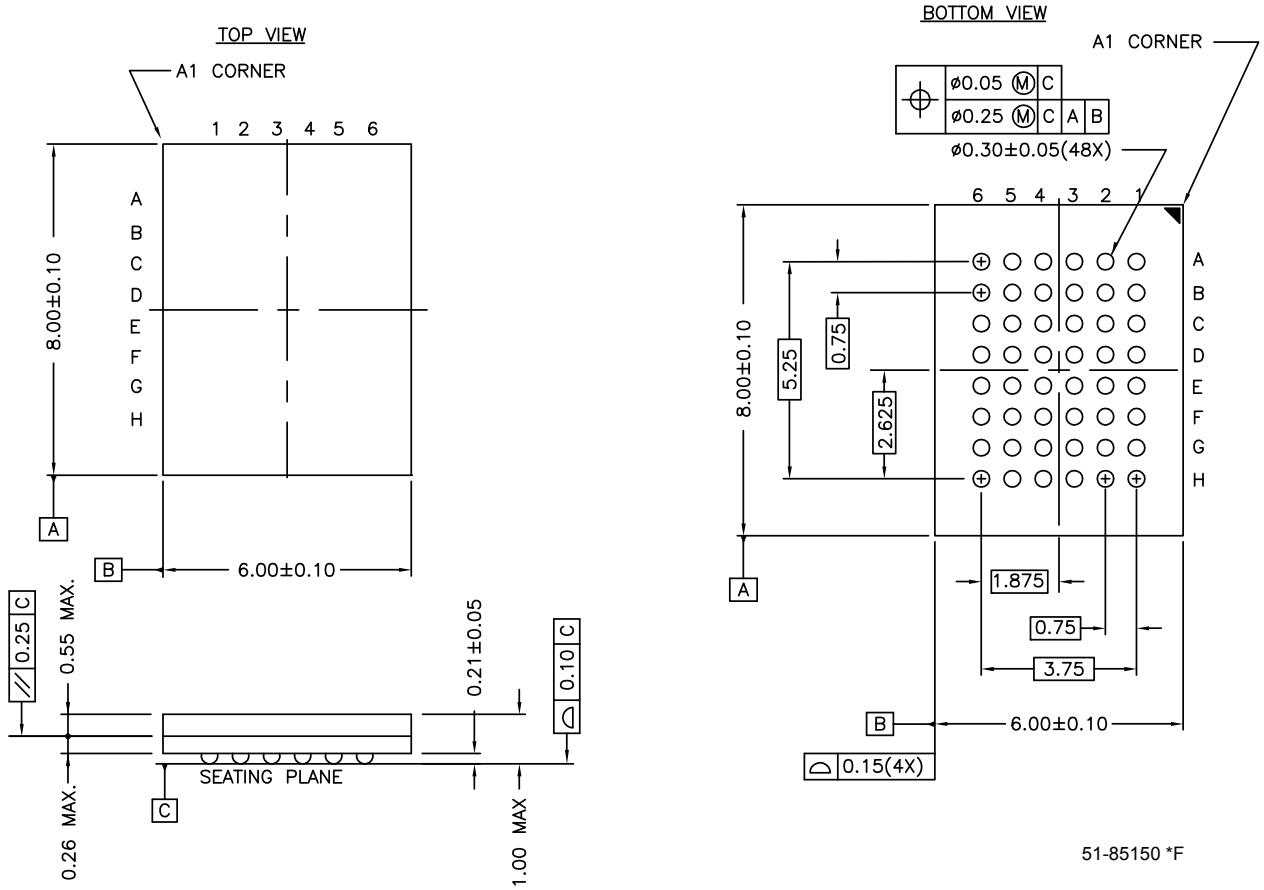 TOP VIEW
A1 CORNER
1 2 3 4 5 6
A
B
C
D
E
F
G
H
8.00±0.10
A
B
6.00±0.10
// 0.25 C
0.55 MAX.
0.26 MAX.
SEATING PLANE
C
0.21±0.05
1.00 MAX
0.10 C
BOTTOM VIEW
A1 CORNER
ø0.05 Ⓜ C
ø0.25 Ⓜ C A B
ø0.30±0.05(48X)
6 5 4 3 2 1
A
B
C
D
E
F
G
H
8.00±0.10
5.25
0.75
2.625
A
1.875
0.75
3.75
B
6.00±0.10
0.15(4X)
51-85150 *F